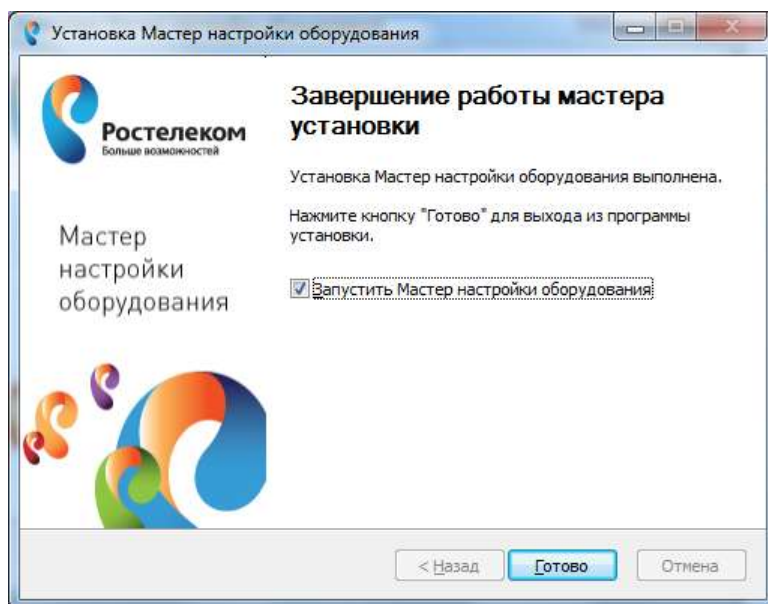 Установка Мастер настройки оборудования
Ростелеком
Больше возможностей
Мастер
настройки
оборудования
Завершение работы мастера
установки
Установка Мастер настройки оборудования выполнена.
Нажмите кнопку "Готово" для выхода из программы
установки.
Запустить Мастер настройки оборудования
< Назад
Готово
Отмена